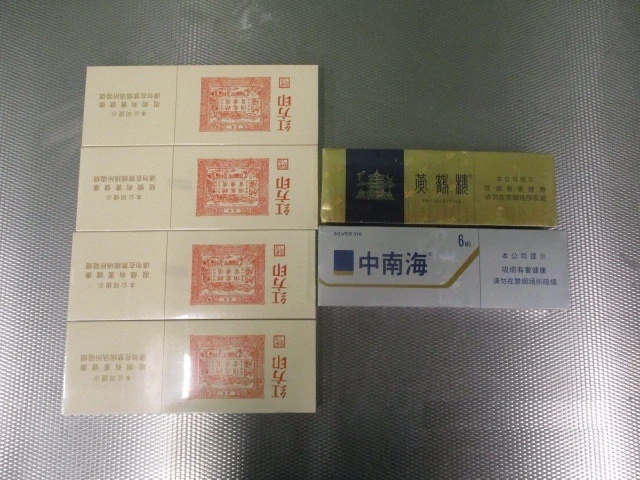 红方印
本公司提示
吸烟有害健康
请勿在禁烟场所吸烟
红方印
本公司提示
吸烟有害健康
请勿在禁烟场所吸烟
红方印
本公司提示
吸烟有害健康
请勿在禁烟场所吸烟
红方印
本公司提示
吸烟有害健康
请勿在禁烟场所吸烟
黄鹤楼
本公司提示
吸烟有害健康
请勿在禁烟场所吸烟
SILVER
6MG
中南海
本公司提示
吸烟有害健康
请勿在禁烟场所吸烟